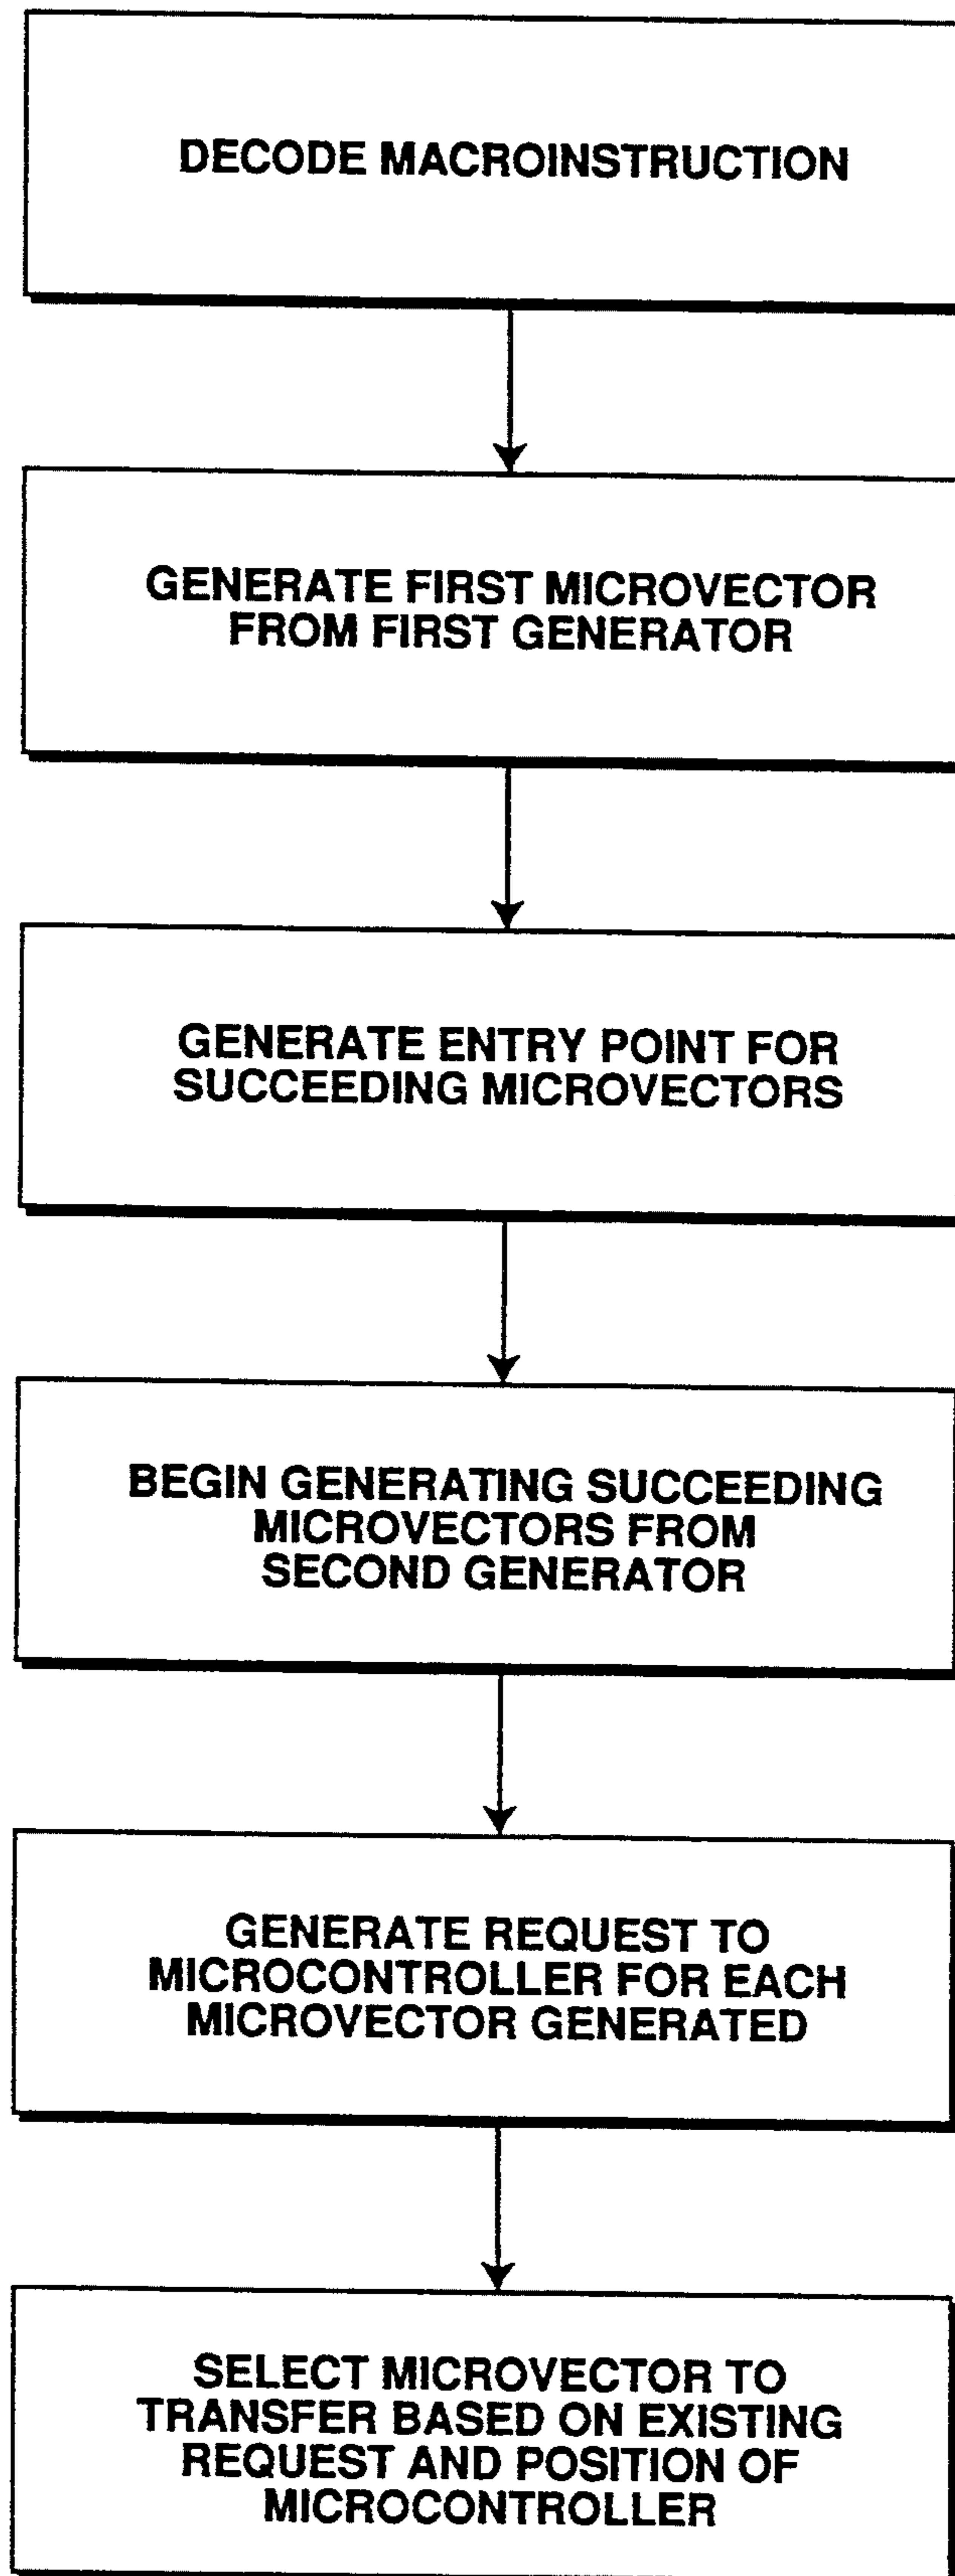 DECODE MACROINSTRUCTION
GENERATE FIRST MICROVECTOR
FROM FIRST GENERATOR
GENERATE ENTRY POINT FOR
SUCCEEDING MICROVECTORS
BEGIN GENERATING SUCCEEDING
MICROVECTORS FROM
SECOND GENERATOR
GENERATE REQUEST TO
MICROCONTROLLER FOR EACH
MICROVECTOR GENERATED
SELECT MICROVECTOR TO
TRANSFER BASED ON EXISTING
REQUEST AND POSITION OF
MICROCONTROLLER